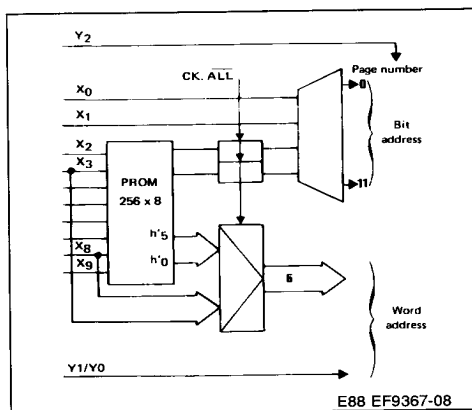 Y2
Page number
CK. ALL
X0
0
X1
Bit
address
X2
X3
PROM
256 x 8
11
h'5
X8
h'0
X9
6
Word
address
Y1/Y0
E88 EF9367-08